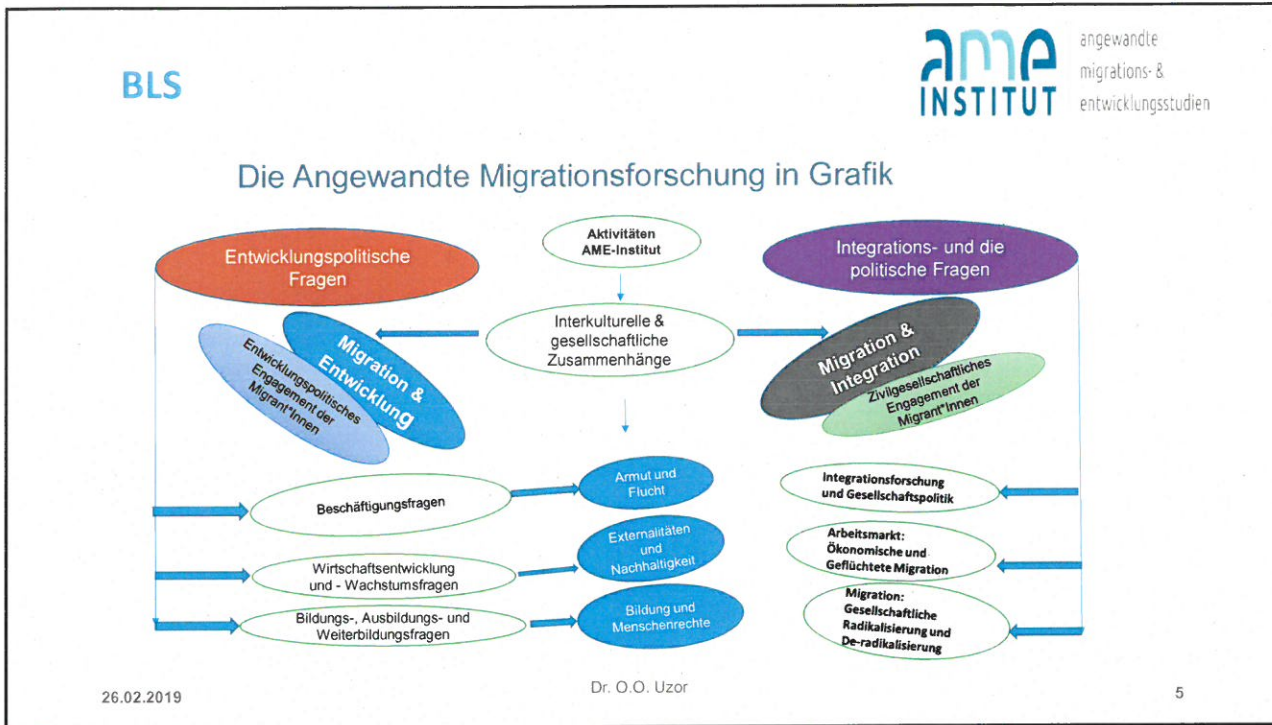 BLS
ame
INSTITUT
angewandte
migrations- &
entwicklungsstudien
Die Angewandte Migrationsforschung in Grafik
Entwicklungspolitische
Fragen
Aktivitäten
AME-Institut
Integrations- und die
politische Fragen
Interkulturelle &
gesellschaftliche
Zusammenhänge
Migration &
Entwicklung
Entwicklungspolitisches
Engagement der
Migrant*Innen
Migration &
Integration
Zivilgesellschaftliches
Engagement der
Migrant*Innen
Beschäftigungsfragen
Armut und
Flucht
Integrationsforschung
und Gesellschaftspolitik
Wirtschaftsentwicklung
und - Wachstumsfragen
Externalitäten
und
Nachhaltigkeit
Arbeitsmarkt:
Ökonomische und
Geflüchtete Migration
Bildungs-, Ausbildungs- und
Weiterbildungsfragen
Bildung und
Menschenrechte
Migration:
Gesellschaftliche
Radikalisierung und
De-radikalisierung
26.02.2019
Dr. O.O. Uzor
5